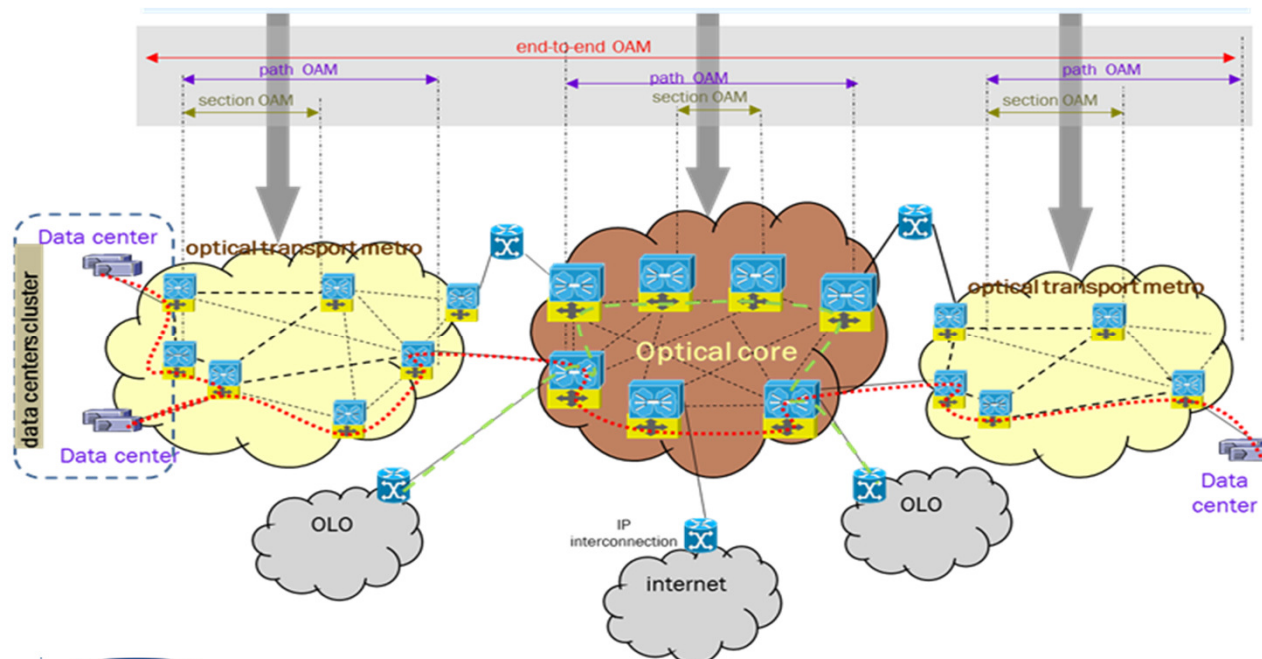 end-to-end OAM
path OAM
path OAM
path OAM
section OAM
section OAM
section OAM
Data center
optical transport metro
optical transport metro
data centers cluster
Optical core
Data center
Data
center
OLO
IP
interconnection
OLO
internet